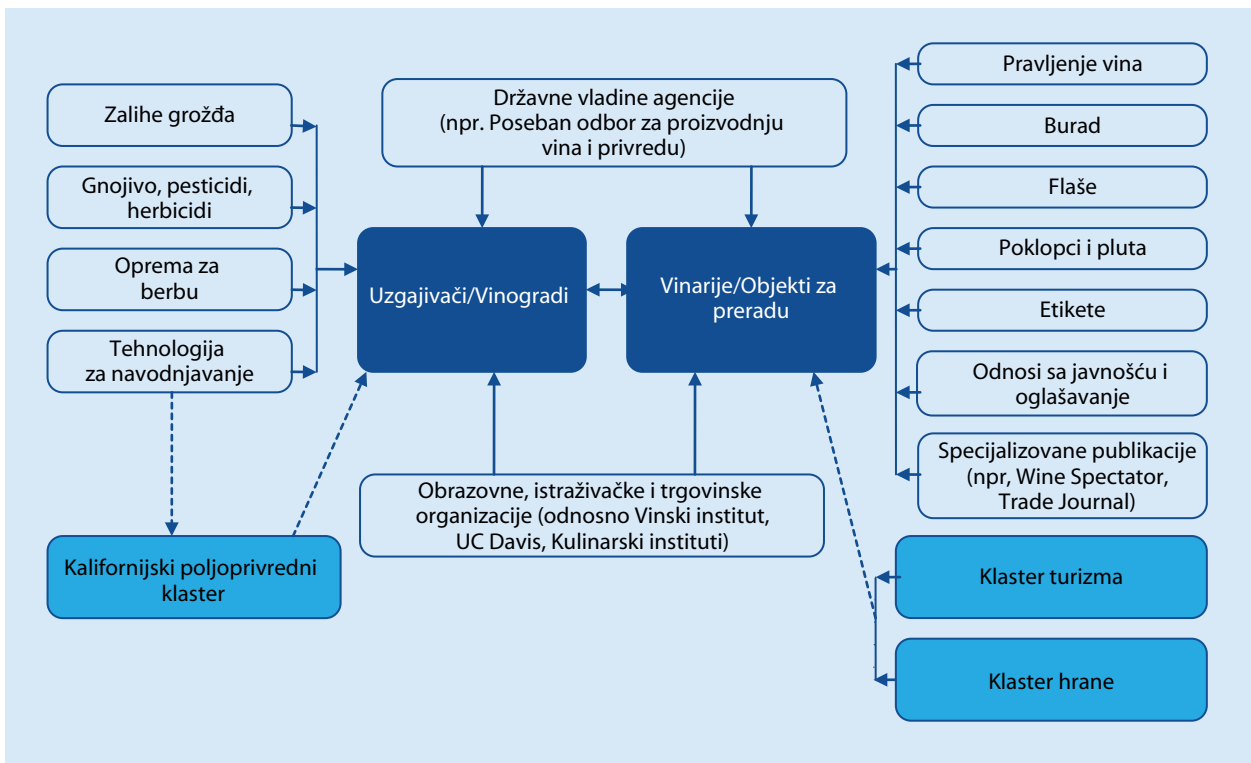 Zalihe grožđa
Gnojivo, pesticidi,
herbicidi
Oprema za
berbu
Tehnologija
za navodnjavanje
Kalifornijski poljoprivredni
klaster
Državne vladine agencije
(npr. Poseban odbor za proizvodnju
vina i privredu)
Uzgajivači/Vinogradi
Vinarije/Objekti za
preradu
Obrazovne, istraživačke i trgovinske
organizacije (odnosno Vinski institut,
UC Davis, Kulinarski instituti)
Pravljenje vina
Burad
Flaše
Poklopci i pluta
Etikete
Odnosi sa javnošću i
oglašavanje
Specijalizovane publikacije
(npr, Wine Spectator,
Trade Journal)
Klaster turizma
Klaster hrane